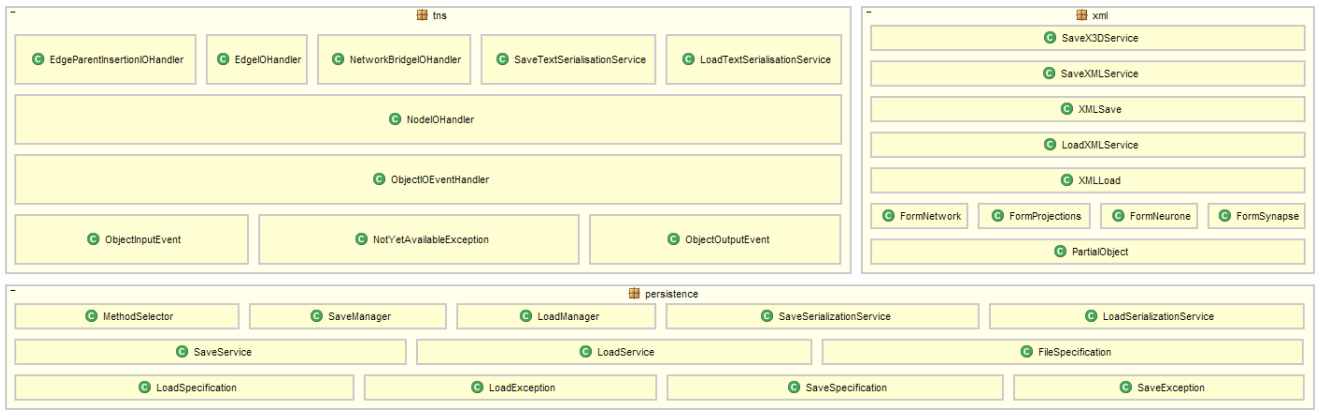 tns
EdgeParentInsertionIOHandler EdgeIOHandler NetworkBridgeIOHandler SaveTextSerialisationService LoadTextSerialisationService
NodeIOHandler
ObjectIOEventHandler
ObjectInputEvent NotYetAvailableException ObjectOutputEvent
xml
SaveX3DService
SaveXMLService
XMLSave
LoadXMLService
XMLLoad
FormNetwork FormProjections FormNeurone FormSynapse
PartialObject
persistence
MethodSelector SaveManager LoadManager SaveSerializationService LoadSerializationService
SaveService LoadService FileSpecification
LoadSpecification LoadException SaveSpecification SaveException